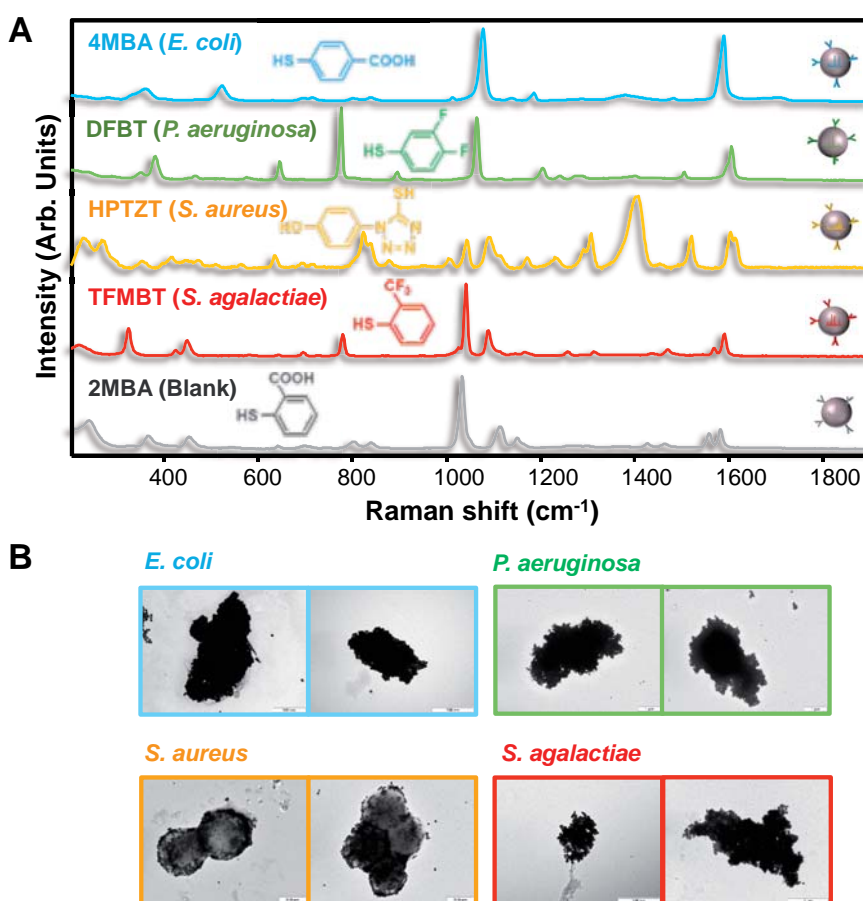 A
4MBA (E. coli)
HS
COOH
DFBT (P. aeruginosa)
F
HS
F
HPTZT (S. aureus)
SH
HO
N
N
N
N
TFMBT (S. agalactiae)
CF3
HS
2MBA (Blank)
COOH
HS
Intensity (Arb. Units)
400 600 800 1000 1200 1400 1600 1800
Raman shift (cm-1)
B
E. coli
P. aeruginosa
S. aureus
S. agalactiae